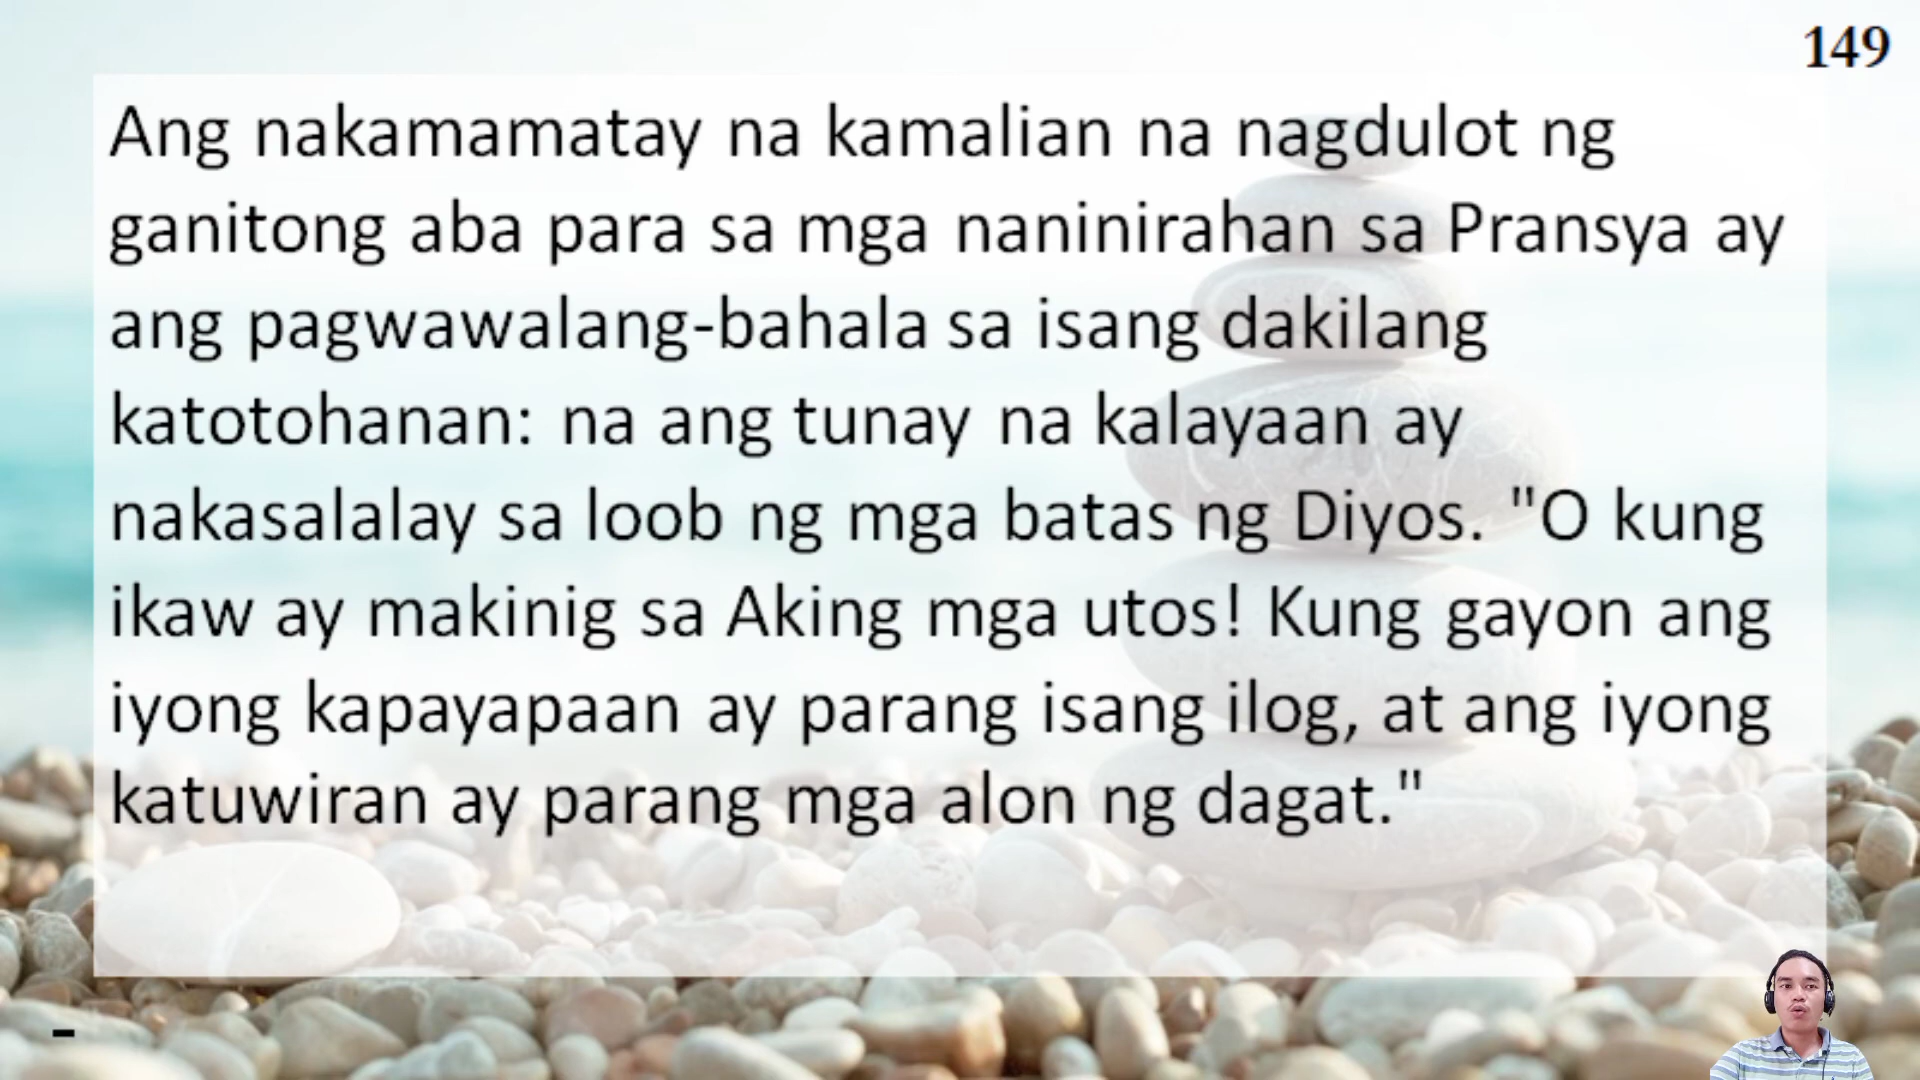 149
Ang nakamamatay na kamalian na nagdulot ng
ganitong aba para sa mga naninirahan sa Pransya ay
ang pagwawalang-bahala sa isang dakilang
katotohanan: na ang tunay na kalayaan ay
nakasalalay sa loob ng mga batas ng Diyos. "O kung
ikaw ay makinig sa Aking mga utos! Kung gayon ang
iyong kapayapaan ay parang isang ilog, at ang iyong
katuwiran ay parang mga alon ng dagat."
-